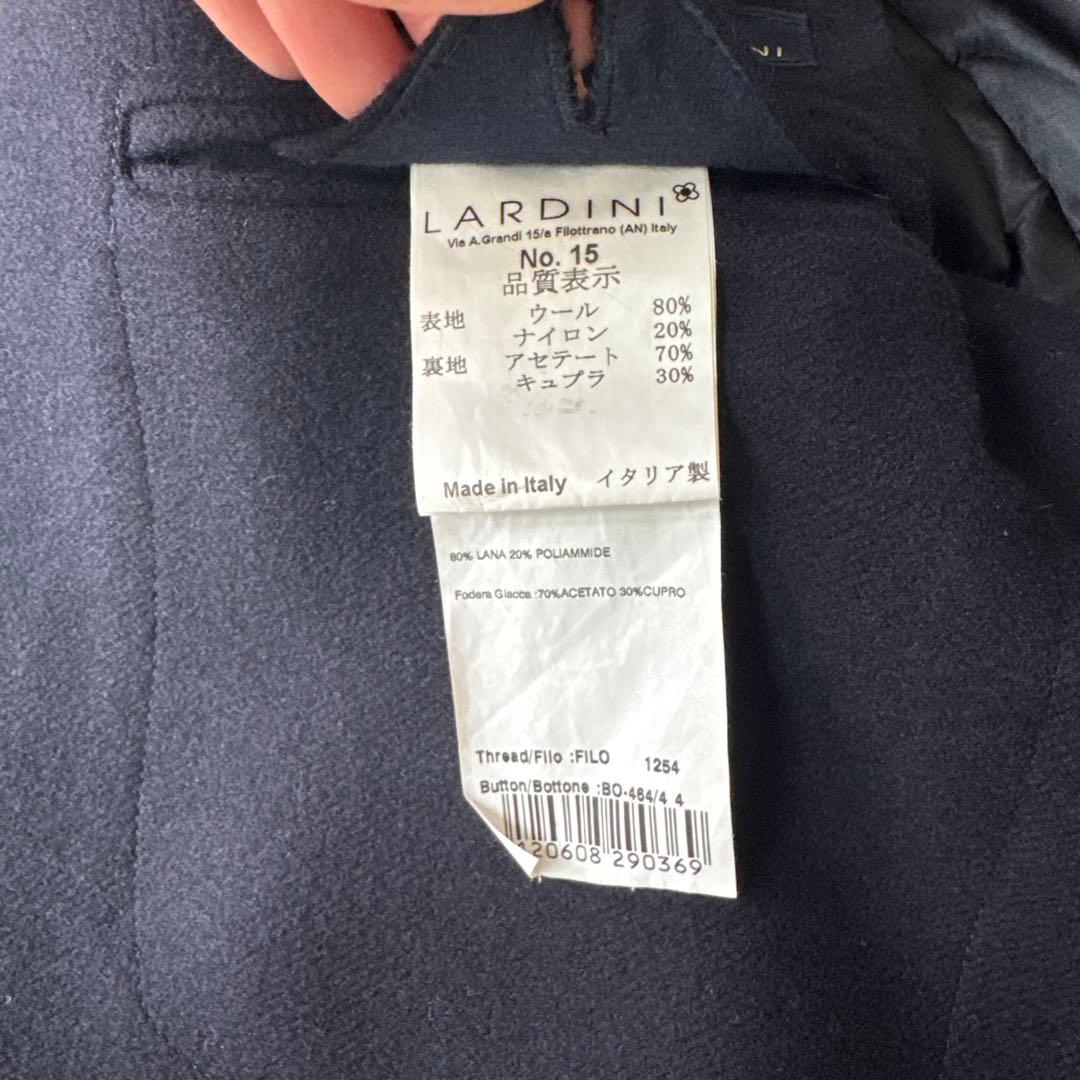 LARDINI
Via A.Grandi 15/a Filottrano (AN) Italy
No. 15
品質表示
表地 ウール 80%
ナイロン 20%
裏地 アセテート 70%
キュプラ 30%
Made in Italy イタリア製
80% LANA 20% POLIAMMIDE
Fodera Giacca :70%ACETATO 30%CUPRO
Thread/Filo :FILO 1254
Button/Bottone :BO-464/4 4
120608 290369